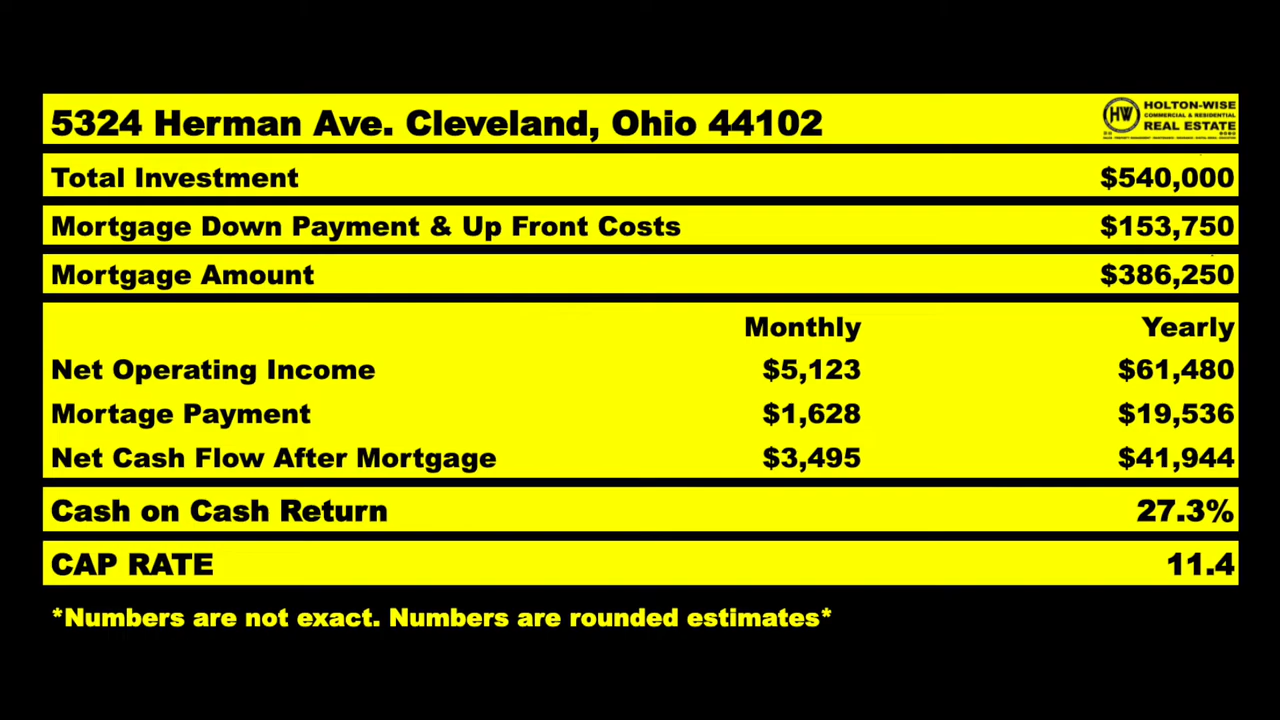 5324 Herman Ave. Cleveland, Ohio 44102
HW
HOLTON-WISE
COMMERCIAL & RESIDENTIAL
REAL ESTATE
Total Investment $540,000
Mortgage Down Payment & Up Front Costs $153,750
Mortgage Amount $386,250
Monthly Yearly
Net Operating Income $5,123 $61,480
Mortage Payment $1,628 $19,536
Net Cash Flow After Mortgage $3,495 $41,944
Cash on Cash Return 27.3%
CAP RATE 11.4
*Numbers are not exact. Numbers are rounded estimates*